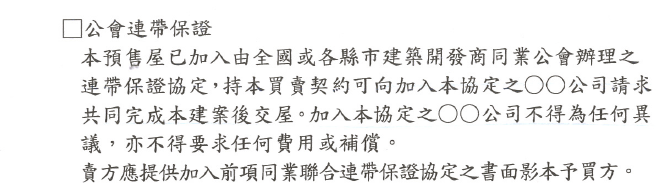 □公會連帶保證
本預售屋已加入由全國或各縣市建築開發商同業公會辦理之
連帶保證協定，持本買賣契約可向加入本協定之○○公司請求
共同完成本建案後交屋。加入本協定之○○公司不得為任何異
議，亦不得要求任何費用或補償。
賣方應提供加入前項同業聯合連帶保證協定之書面影本予買方。